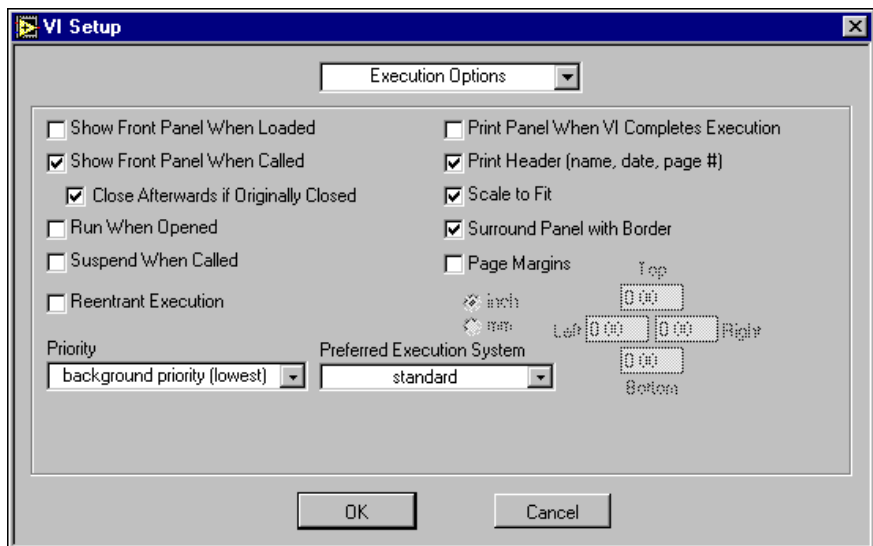 VI Setup
Execution Options
Show Front Panel When Loaded
Show Front Panel When Called
Close Afterwards if Originally Closed
Run When Opened
Suspend When Called
Reentrant Execution
Priority
background priority (lowest)
Preferred Execution System
standard
Print Panel When VI Completes Execution
Print Header (name, date, page #)
Scale to Fit
Surround Panel with Border
Page Margins
inch
mm
Top
0.00
Left 0.00 0.00 Right
0.00
Bottom
OK
Cancel